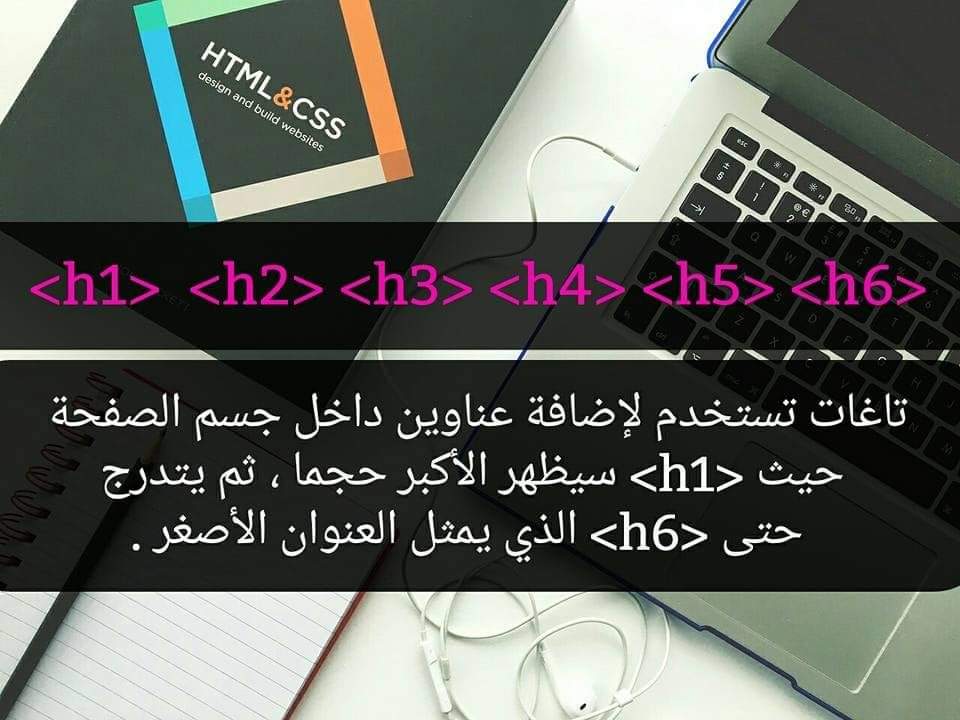 HTML&CSS
design and build websites
esc
<h1> <h2> <h3> <h4> <h5> <h6>
تاغات تستخدم لإضافة عناوين داخل جسم الصفحة
حيث <h1> سيظهر الأكبر حجما ، ثم يتدرج
حتى <h6> الذي يمثل العنوان الأصغر .